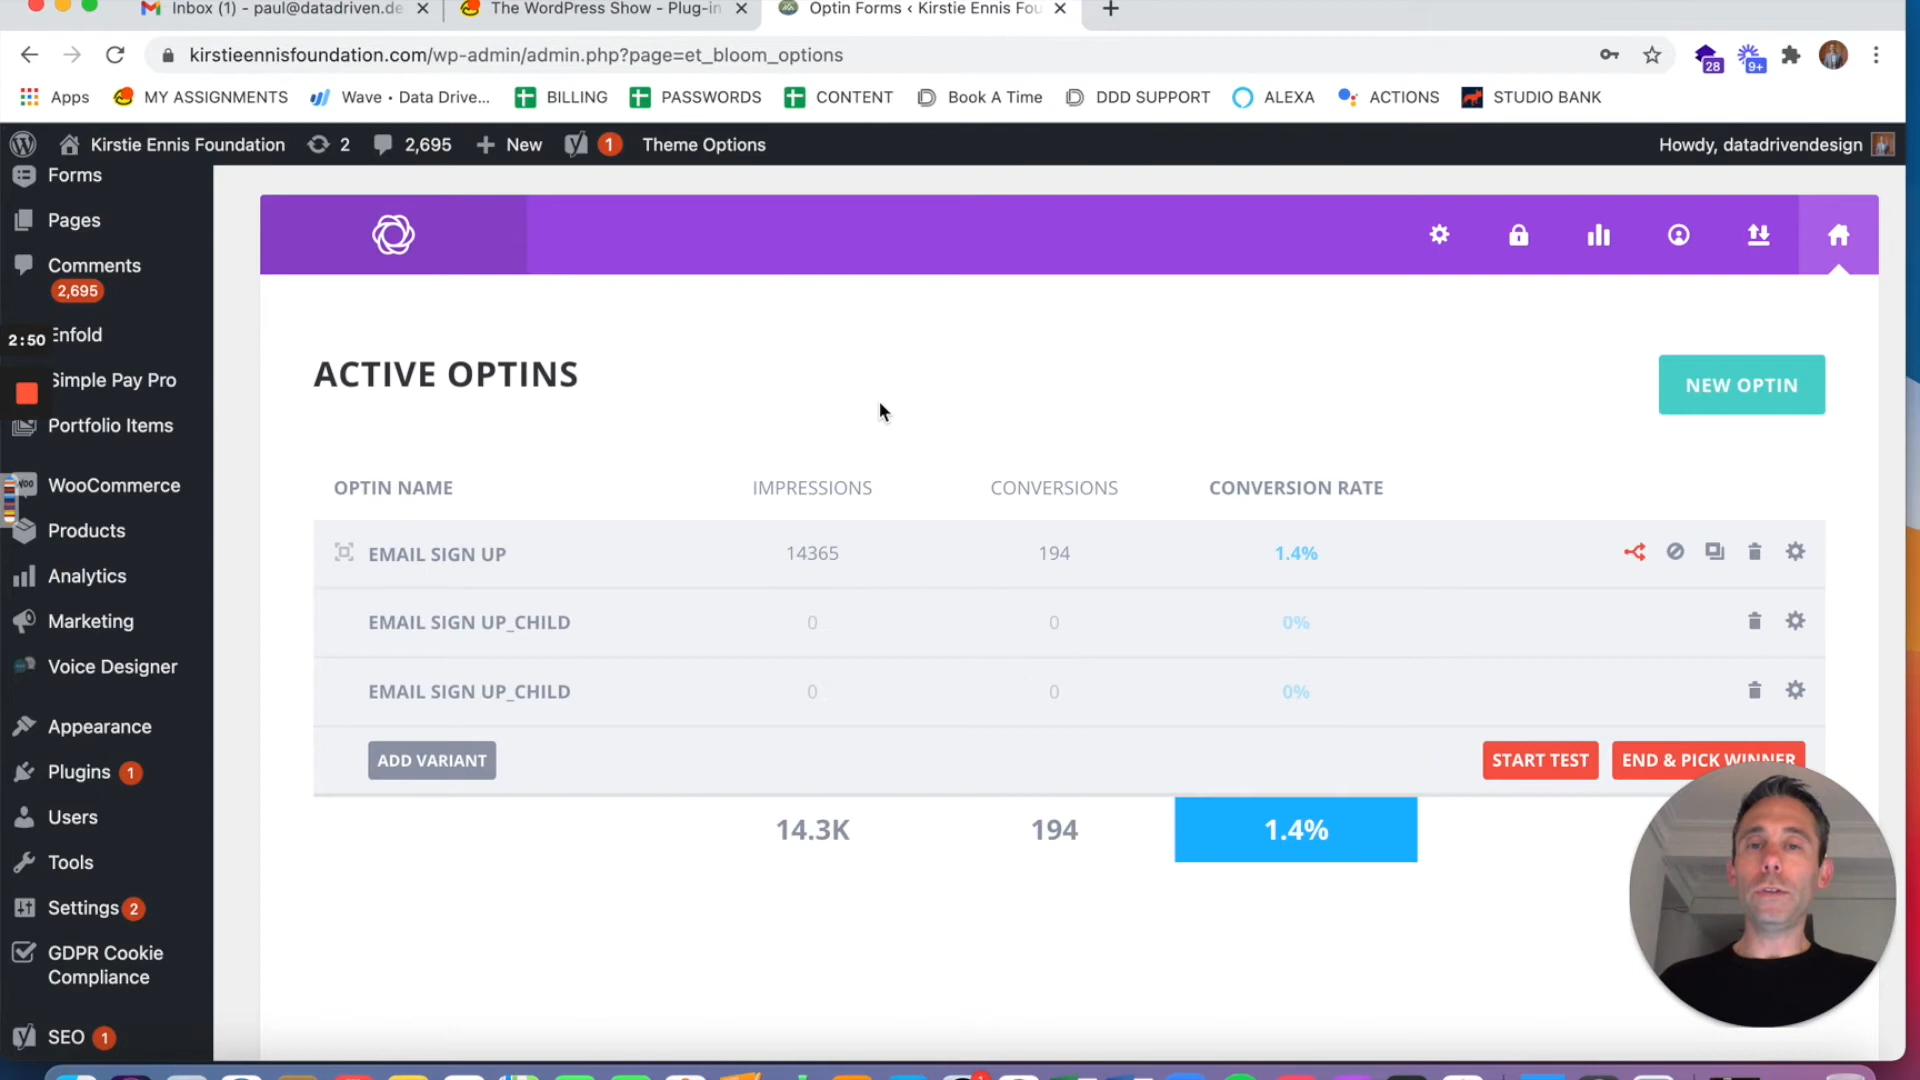 Inbox (1) - paul@datadriven.de
The WordPress Show - Plug-in
Optin Forms ‹ Kirstie Ennis Fou
kirstieennisfoundation.com/wp-admin/admin.php?page=et_bloom_options
28
9+
Apps
MY ASSIGNMENTS
Wave • Data Drive...
BILLING
PASSWORDS
CONTENT
Book A Time
DDD SUPPORT
ALEXA
ACTIONS
STUDIO BANK
Kirstie Ennis Foundation
2
2,695
New
1
Theme Options
Howdy, datadrivendesign
Forms
Pages
Comments
2,695
2:50
Enfold
Simple Pay Pro
Portfolio Items
WooCommerce
Products
Analytics
Marketing
Voice Designer
Appearance
Plugins 1
Users
Tools
Settings 2
GDPR Cookie
Compliance
SEO 1
ACTIVE OPTINS
NEW OPTIN
OPTIN NAME IMPRESSIONS CONVERSIONS CONVERSION RATE
EMAIL SIGN UP 14365 194 1.4%
EMAIL SIGN UP_CHILD 0 0 0%
EMAIL SIGN UP_CHILD 0 0 0%
ADD VARIANT START TEST END & PICK WINNER
14.3K 194 1.4%